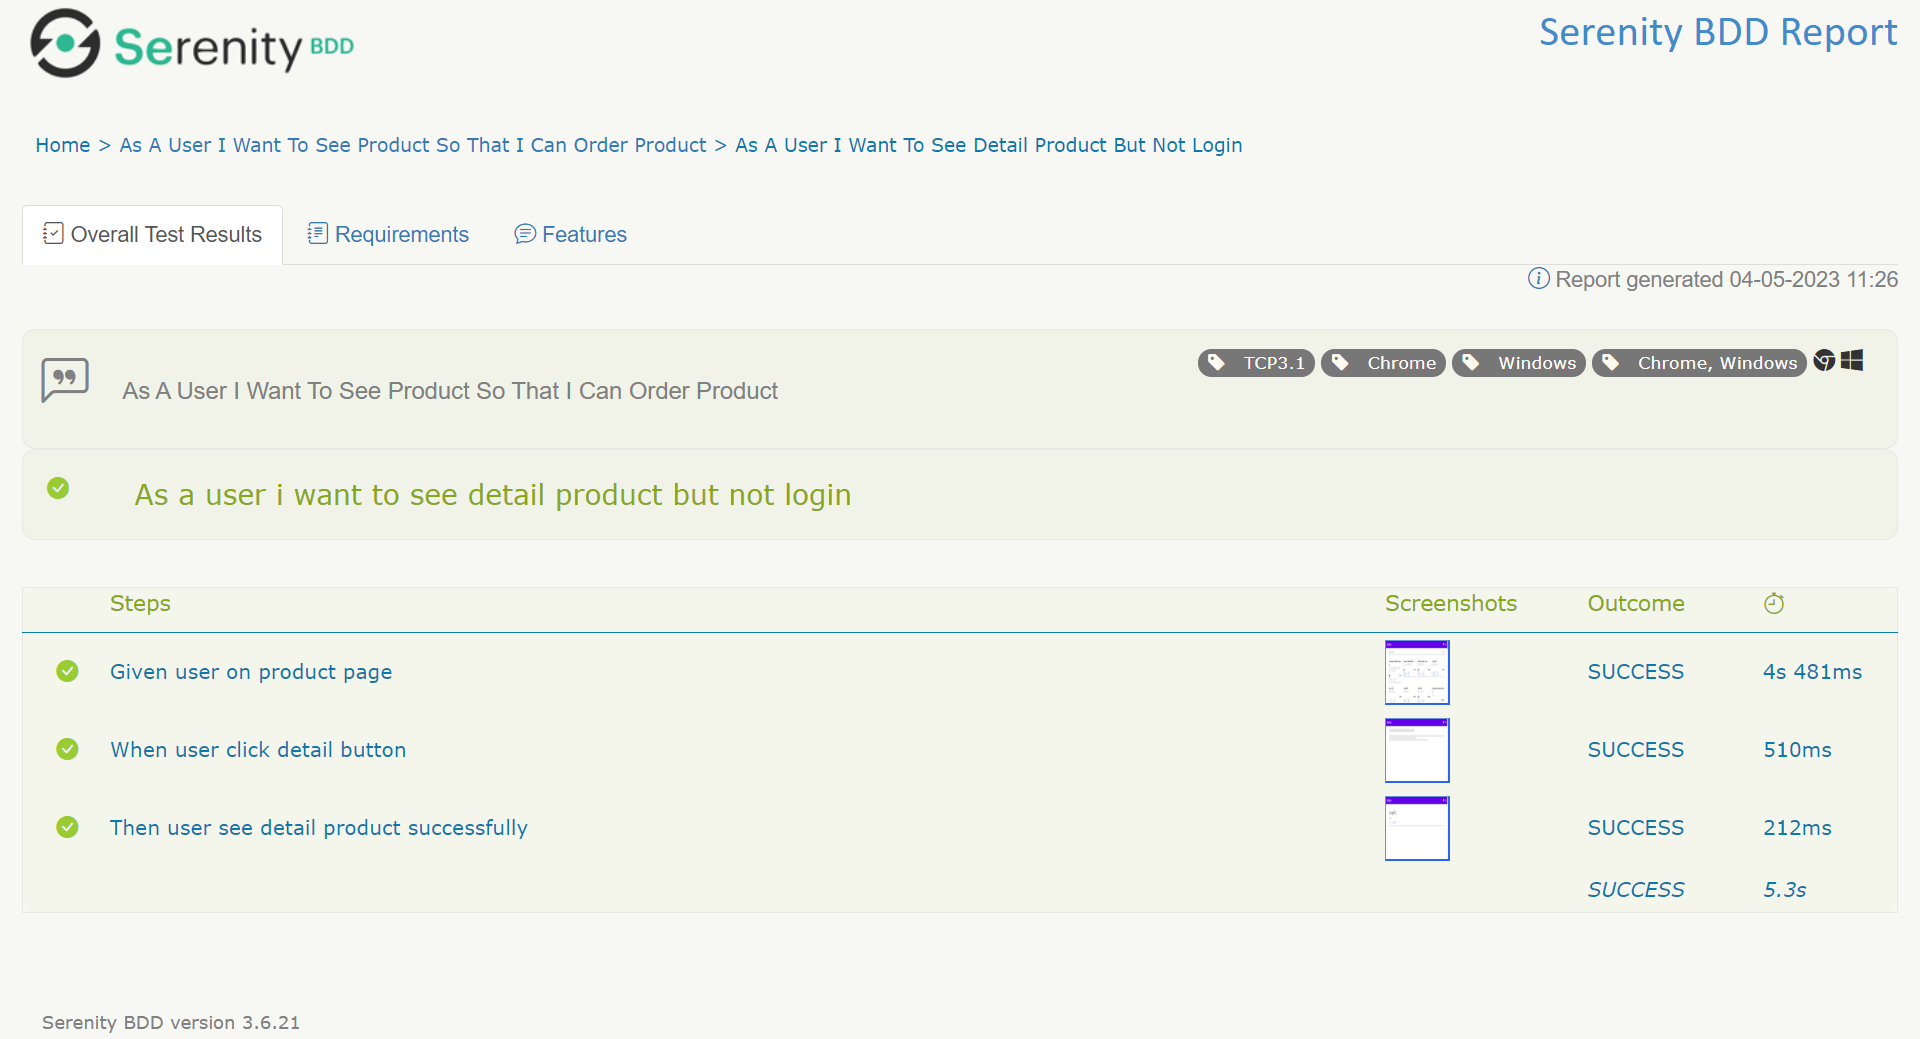 Serenity BDD
Serenity BDD Report
Home > As A User I Want To See Product So That I Can Order Product > As A User I Want To See Detail Product But Not Login
Overall Test Results
Requirements
Features
Report generated 04-05-2023 11:26
TCP3.1
Chrome
Windows
Chrome, Windows
As A User I Want To See Product So That I Can Order Product
As a user i want to see detail product but not login
Steps
Screenshots
Outcome
Given user on product page
SUCCESS
4s 481ms
When user click detail button
SUCCESS
510ms
Then user see detail product successfully
SUCCESS
212ms
SUCCESS
5.3s
Serenity BDD version 3.6.21